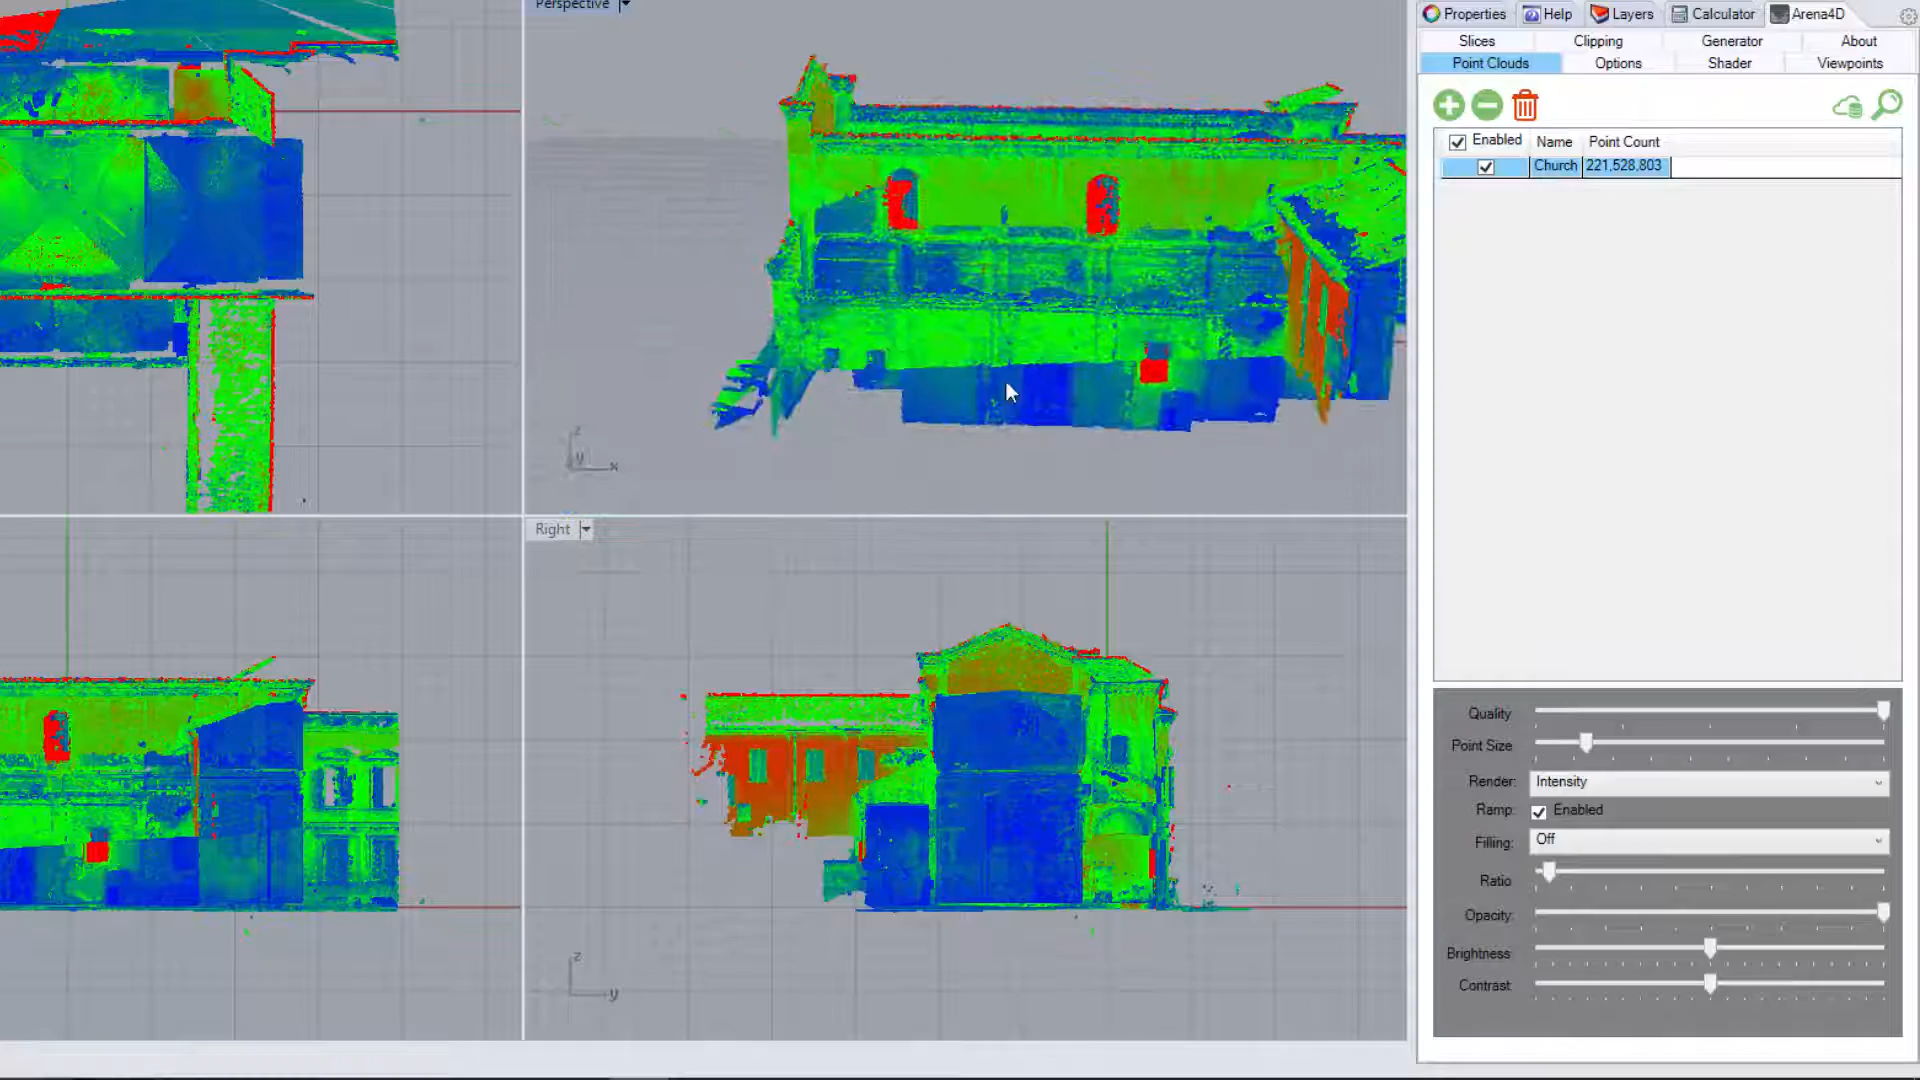 Perspective
Properties Help Layers Calculator Arena4D
Slices Clipping Generator About
Point Clouds Options Shader Viewpoints
Enabled Name Point Count
Church 221,528,803
z
y x
Right
Quality
Point Size
Render: Intensity
Ramp: Enabled
Filling: Off
Ratio
Opacity:
Brightness:
Contrast:
z
y